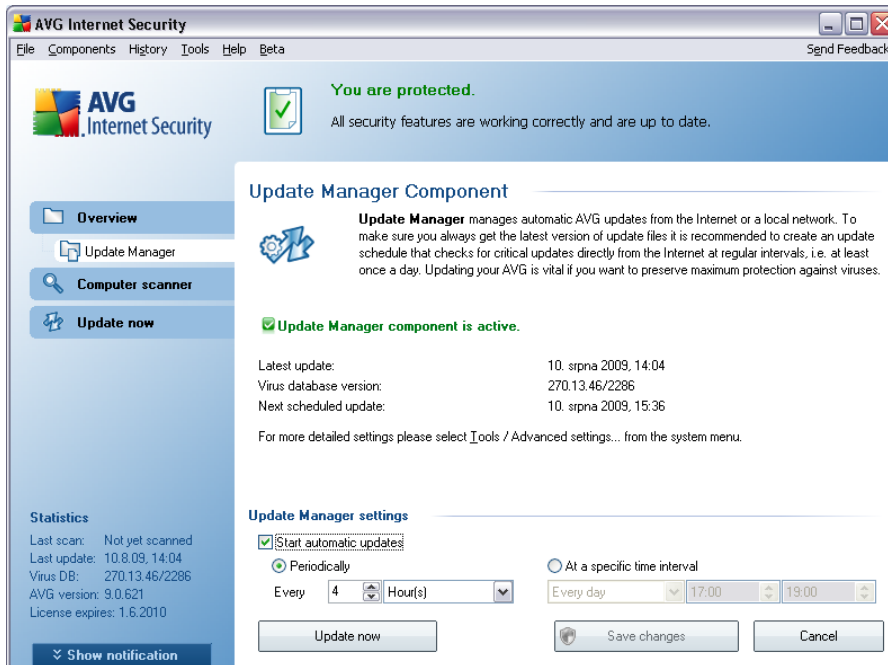 AVG Internet Security
File Components History Tools Help Beta Send Feedback
AVG
Internet Security
You are protected.
All security features are working correctly and are up to date.
Overview
Update Manager
Computer scanner
Update now
Update Manager Component
Update Manager manages automatic AVG updates from the Internet or a local network. To
make sure you always get the latest version of update files it is recommended to create an update
schedule that checks for critical updates directly from the Internet at regular intervals, i.e. at least
once a day. Updating your AVG is vital if you want to preserve maximum protection against viruses.
Update Manager component is active.
Latest update: 10. srpna 2009, 14:04
Virus database version: 270.13.46/2286
Next scheduled update: 10. srpna 2009, 15:36
For more detailed settings please select Tools / Advanced settings... from the system menu.
Statistics
Last scan: Not yet scanned
Last update: 10.8.09, 14:04
Virus DB: 270.13.46/2286
AVG version: 9.0.621
License expires: 1.6.2010
Show notification
Update Manager settings
Start automatic updates
Periodically At a specific time interval
Every 4 Hour(s) Every day 17:00 19:00
Update now Save changes Cancel